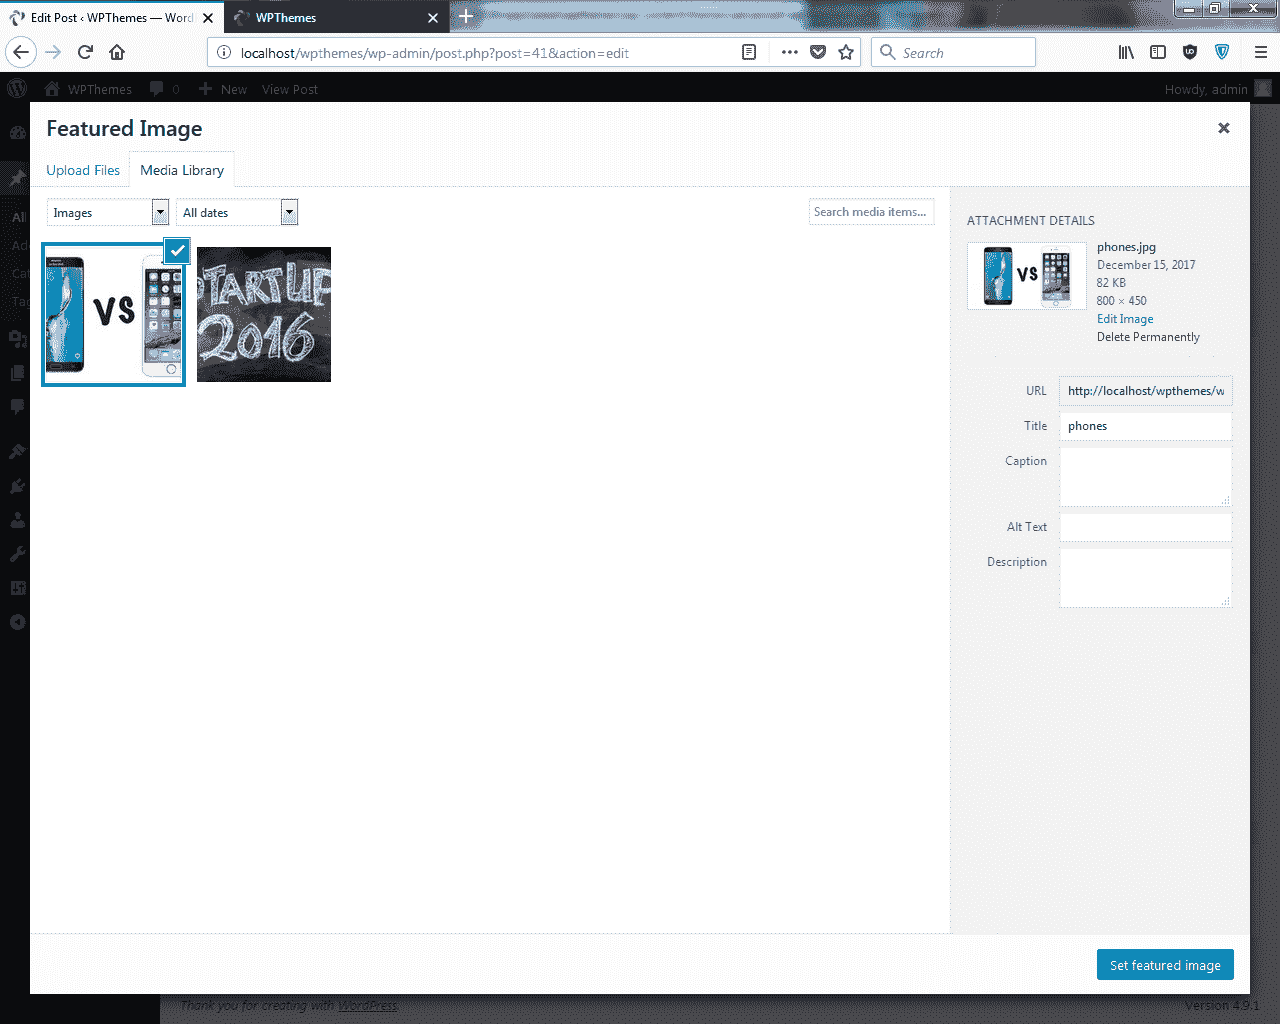 Edit Post ‹ WPThemes — Word
WPThemes
localhost/wpthemes/wp-admin/post.php?post=41&action=edit
Search
WPThemes
0
New
View Post
Howdy, admin
Featured Image
Upload Files
Media Library
Images
All dates
Search media items...
VS
STARTUP
2016
ATTACHMENT DETAILS
VS
phones.jpg
December 15, 2017
82 KB
800 × 450
Edit Image
Delete Permanently
URL
http://localhost/wpthemes/w
Title
phones
Caption
Alt Text
Description
Al
Ad
Cat
Ta
Set featured image
Thank you for creating with WordPress.
Version 4.9.1